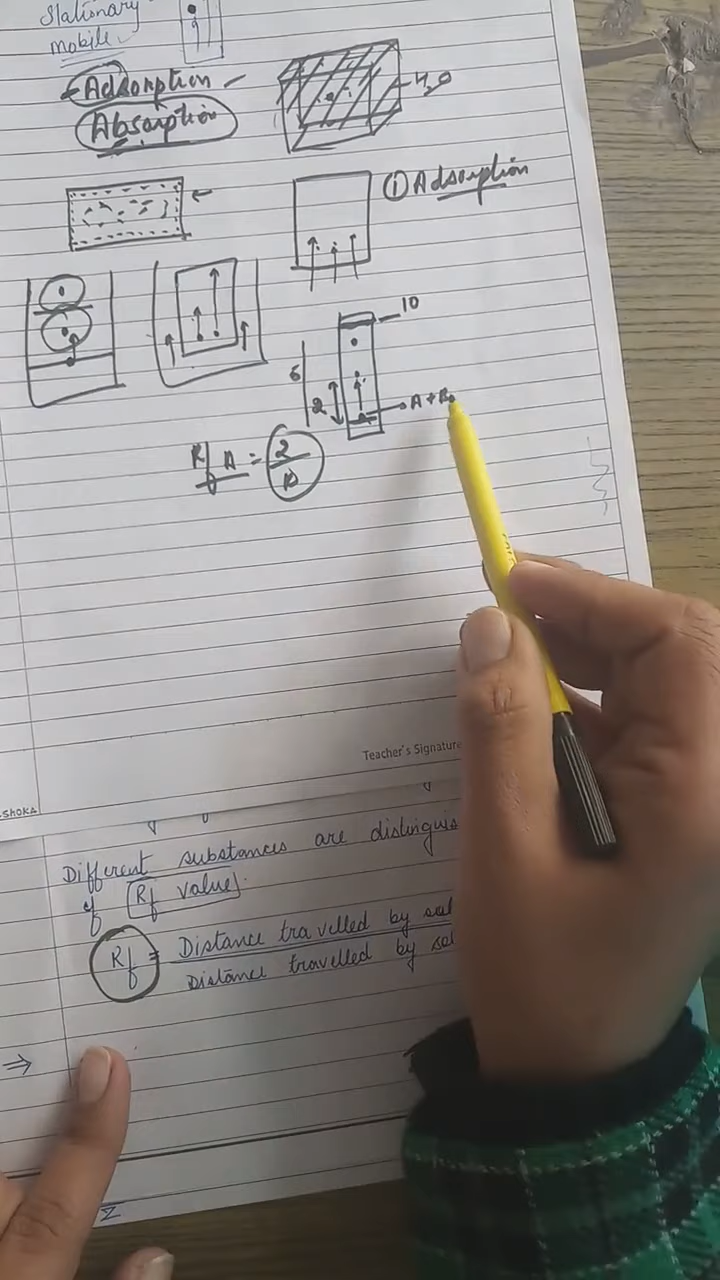 Stationary
mobile
Adsorption
Absorption
H2O
① Adsorption
10
6
2
A + B
Rf A = 2/10
Teacher's Signature
ASHOKA
Different substances are distinguis
of Rf value
Rf = Distance travelled by sol
Distance travelled by sol
⇒